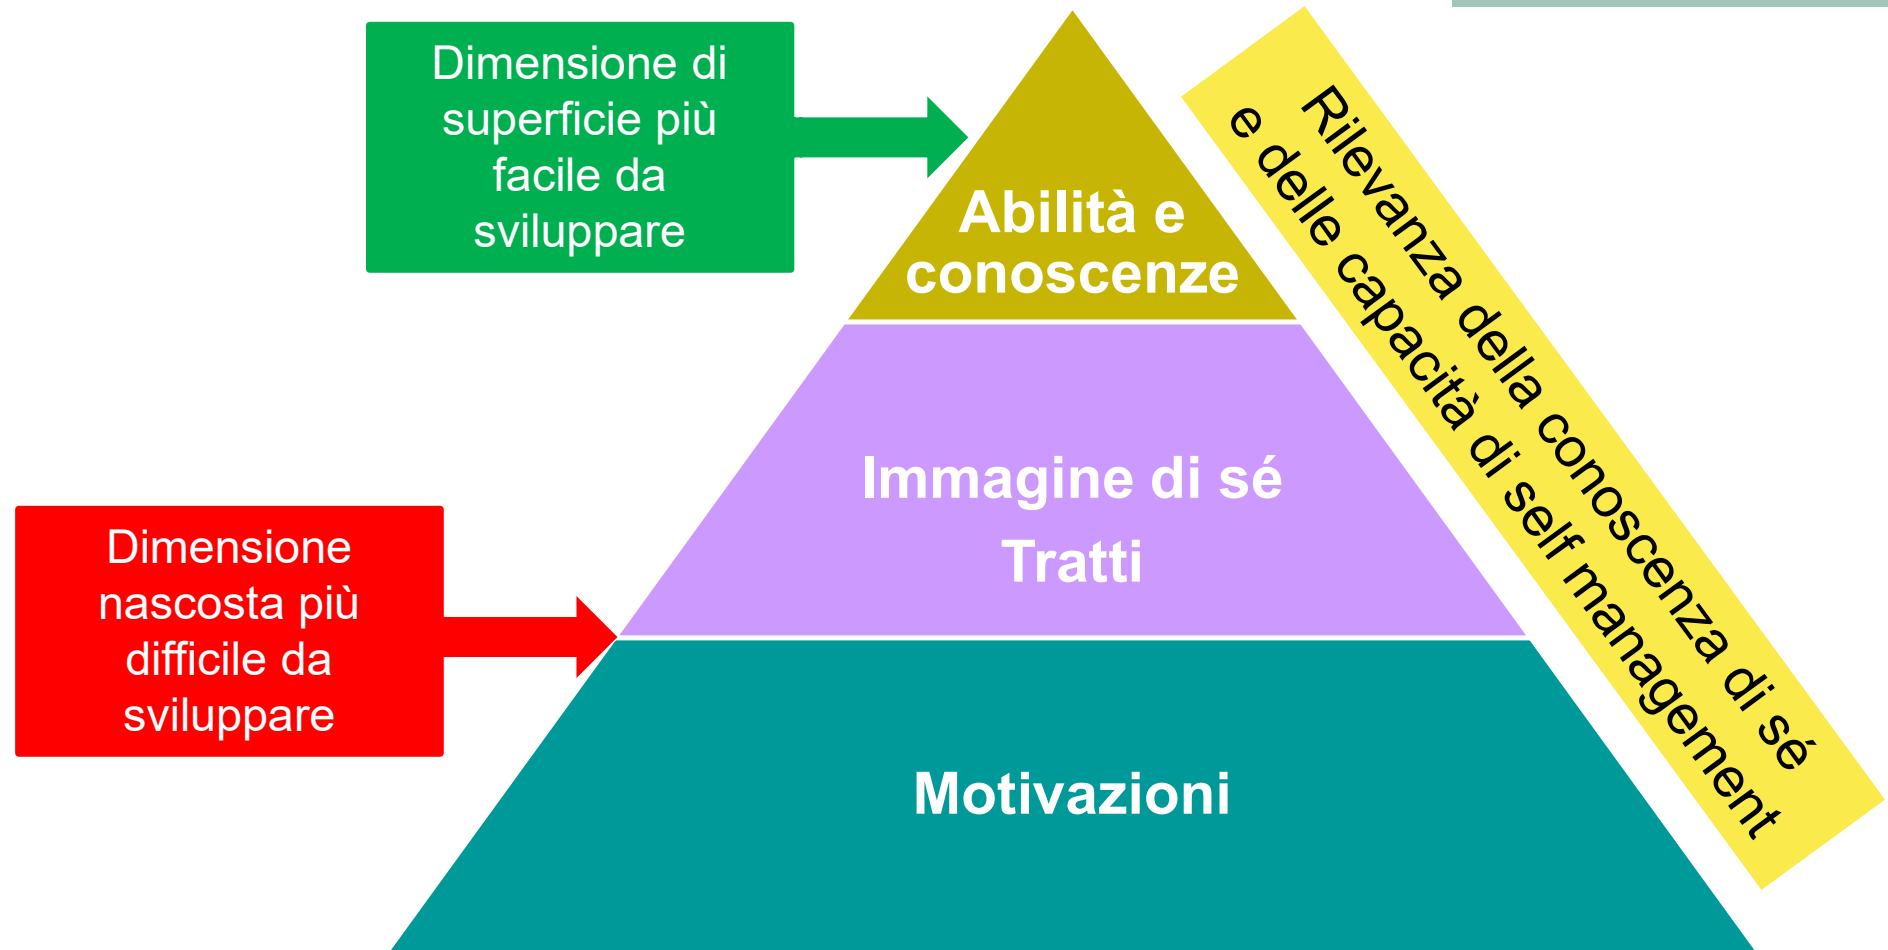 Dimensione di
superficie più
facile da
sviluppare
Abilità e
conoscenze
Rilevanza della conoscenza di sé
e delle capacità di self management
Immagine di sé
Tratti
Dimensione
nascosta più
difficile da
sviluppare
Motivazioni